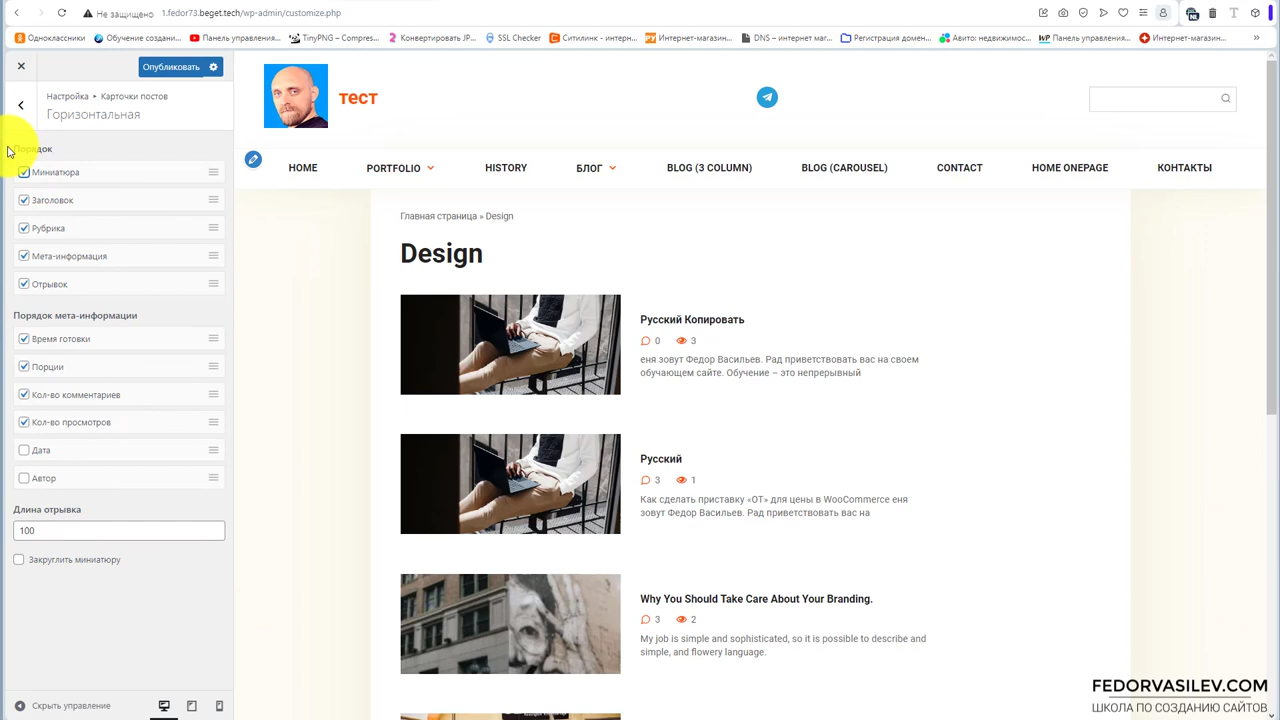 Не защищено
1.fedor73.beget.tech/wp-admin/customize.php
Одноклассники
Обучение создани...
Панель управления...
TinyPNG – Compres...
Конвертировать JP...
SSL Checker
Ситилинк - интерн...
Интернет-магазин...
DNS – интернет маг...
Регистрация домен...
Авито: недвижимос...
Панель управления...
Интернет-магазин...
Опубликовать
Настройка ▸ Карточки постов
Горизонтальная
Порядок
Миниатюра
Заголовок
Рубрика
Мета-информация
Отрывок
Порядок мета-информации
Время готовки
Порции
Кол-во комментариев
Кол-во просмотров
Дата
Автор
Длина отрывка
100
Закруглить миниатюру
Скрыть управление
тест
HOME
PORTFOLIO
HISTORY
БЛОГ
BLOG (3 COLUMN)
BLOG (CAROUSEL)
CONTACT
HOME ONEPAGE
КОНТАКТЫ
Главная страница » Design
Design
Русский Копировать
0 3
еня зовут Федор Васильев. Рад приветствовать вас на своем
обучающем сайте. Обучение – это непрерывный
Русский
3 1
Как сделать приставку «ОТ» для цены в WooCommerce еня
зовут Федор Васильев. Рад приветствовать вас на
Why You Should Take Care About Your Branding.
3 2
My job is simple and sophisticated, so it is possible to describe and
simple, and flowery language.
FEDORVASILEV.COM
ШКОЛА ПО СОЗДАНИЮ САЙТОВ